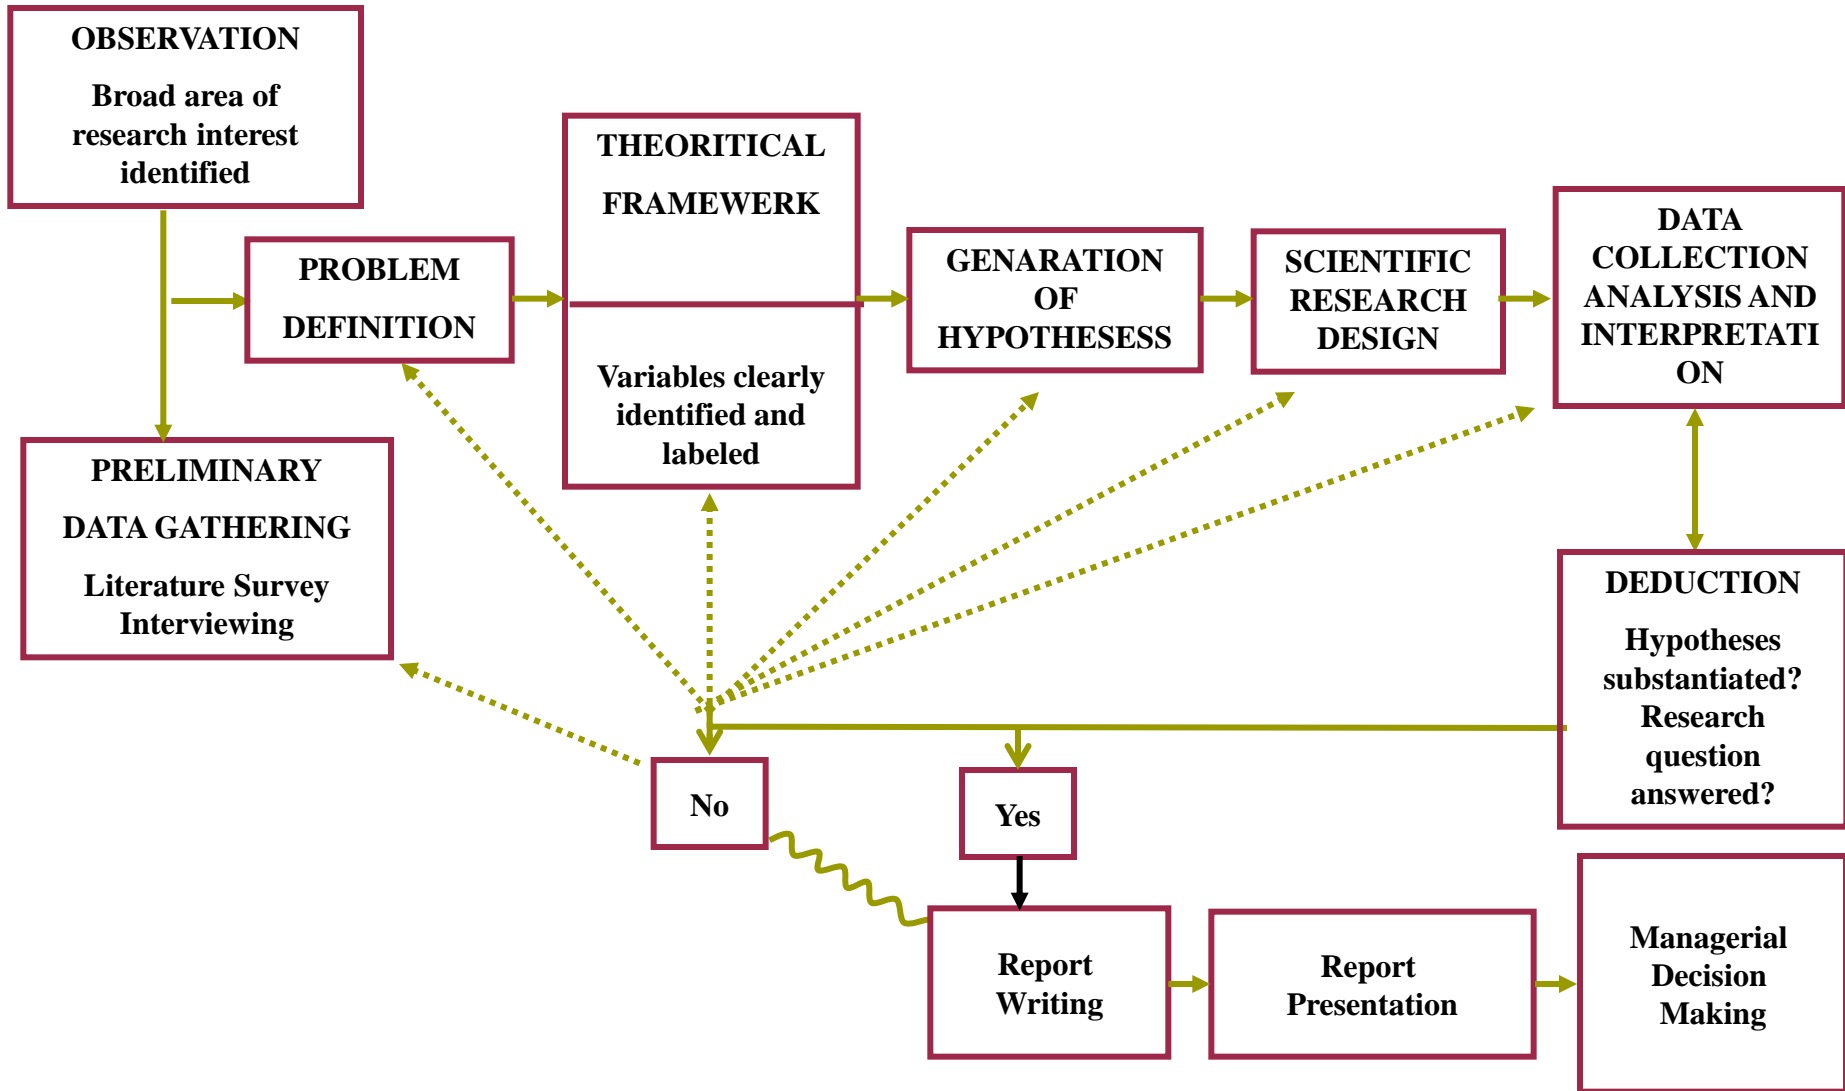 OBSERVATION
Broad area of
research interest
identified
PRELIMINARY
DATA GATHERING
Literature Survey
Interviewing
PROBLEM
DEFINITION
THEORITICAL
FRAMEWERK
Variables clearly
identified and
labeled
GENARATION
OF
HYPOTHESESS
SCIENTIFIC
RESEARCH
DESIGN
DATA
COLLECTION
ANALYSIS AND
INTERPRETATI
ON
DEDUCTION
Hypotheses
substantiated?
Research
question
answered?
No
Yes
Report
Writing
Report
Presentation
Managerial
Decision
Making